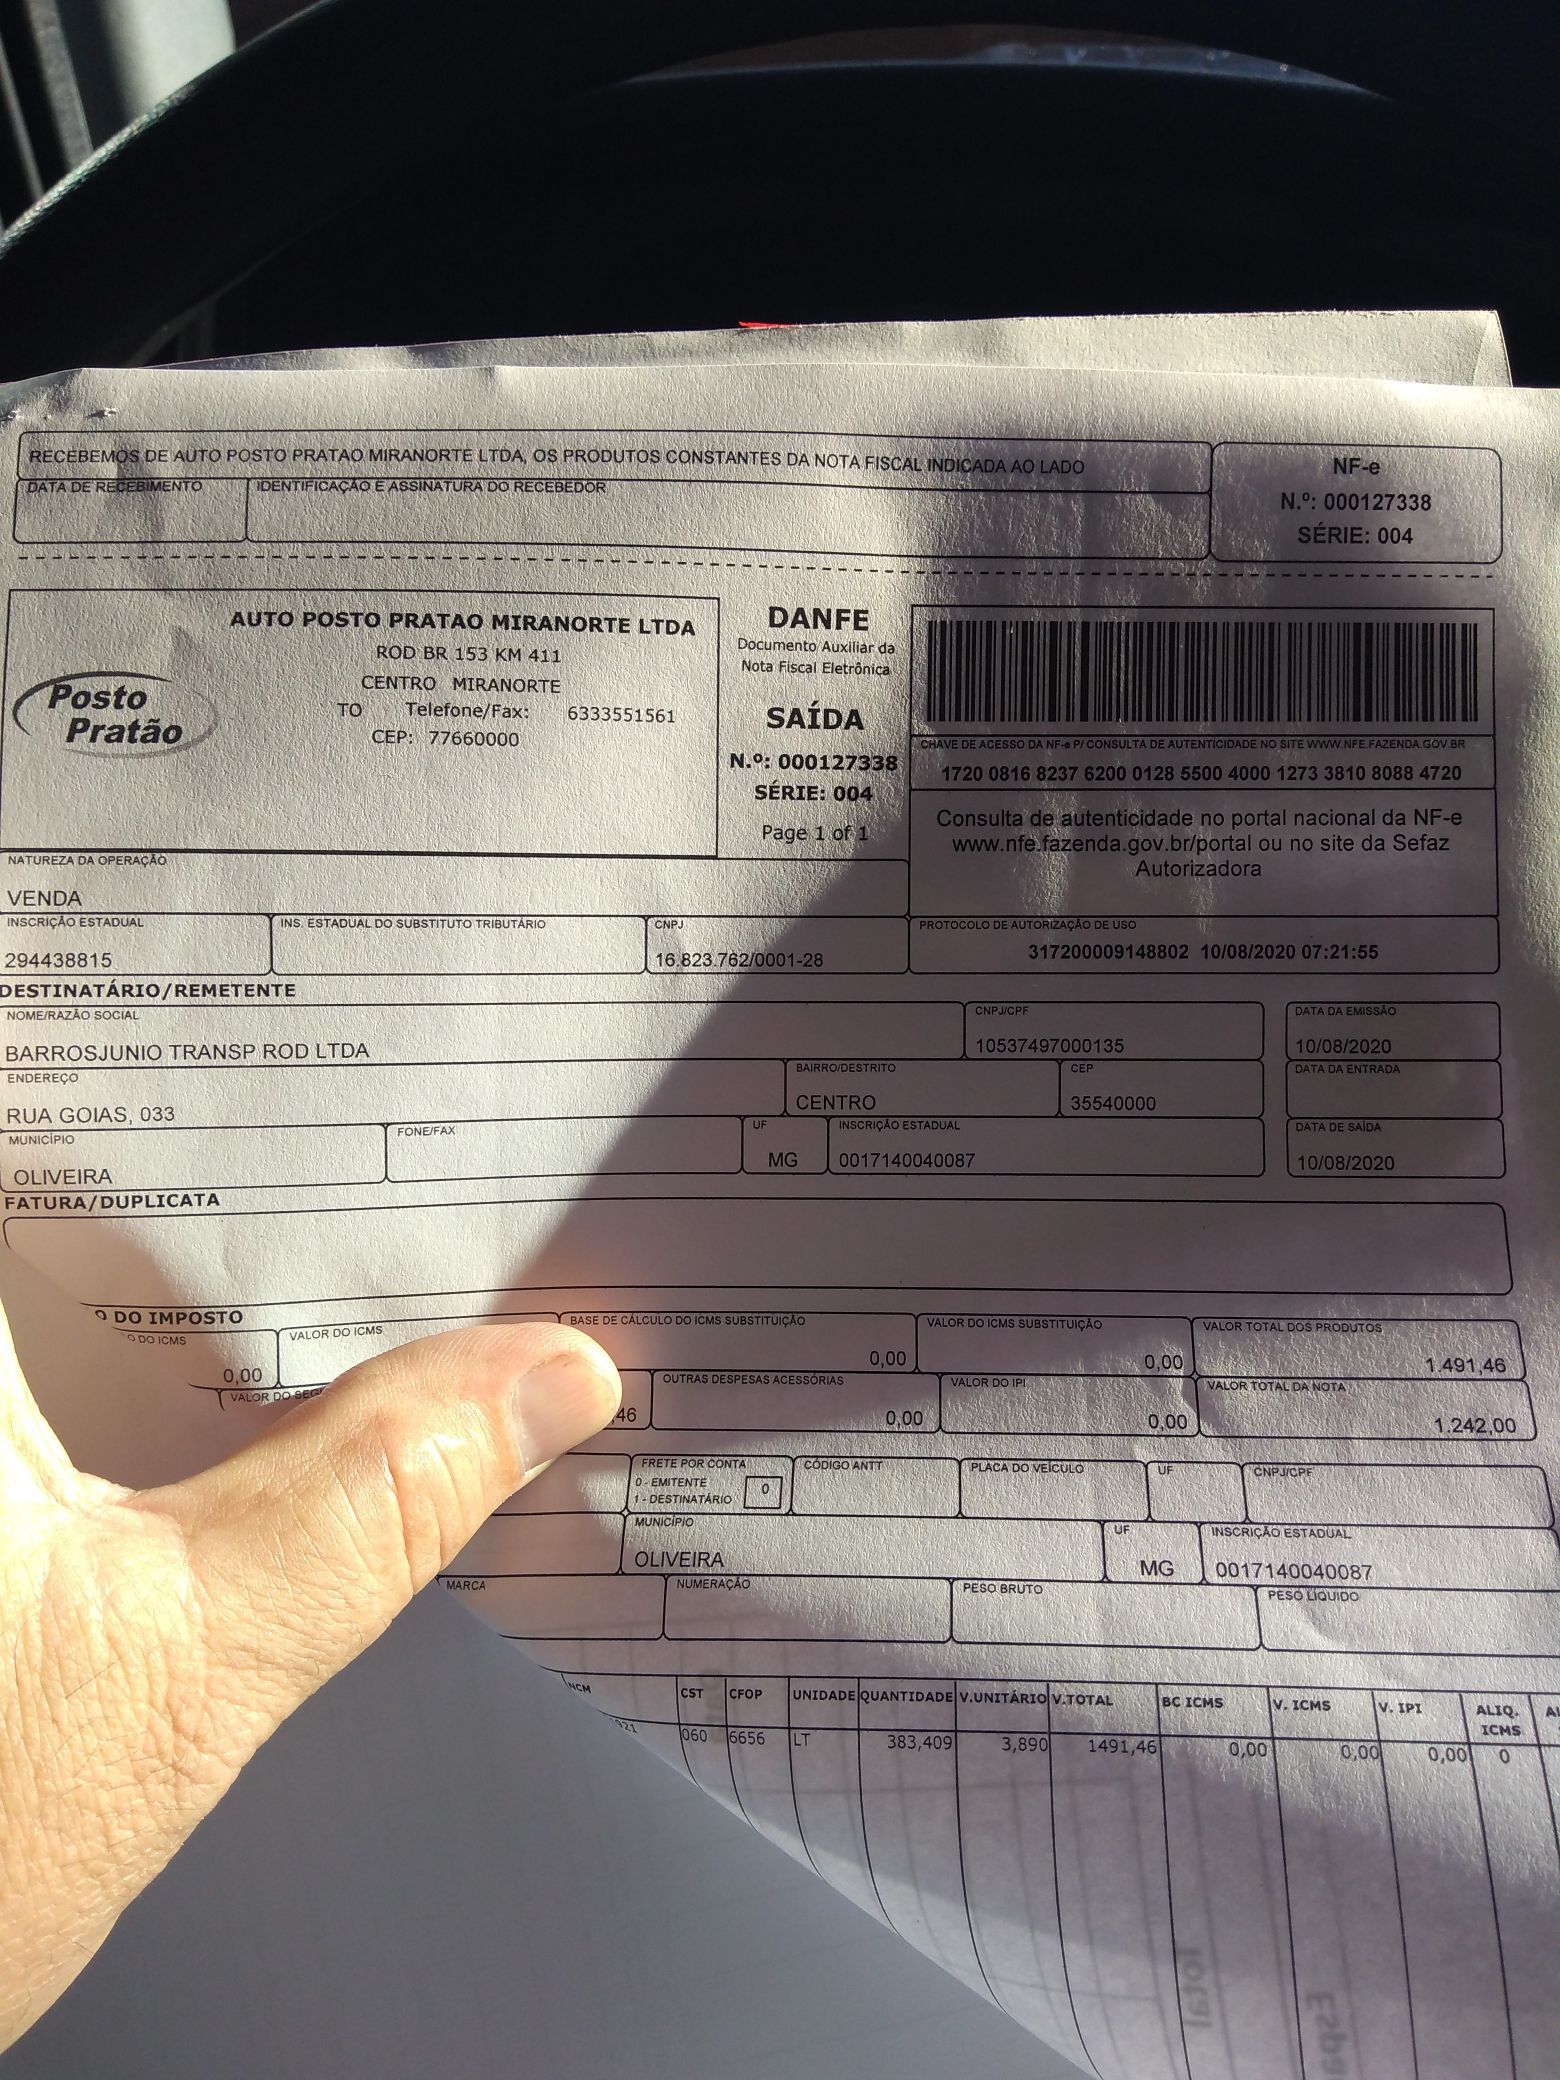 RECEBEMOS DE AUTO POSTO PRATAO MIRANORTE LTDA, OS PRODUTOS CONSTANTES DA NOTA FISCAL INDICADA AO LADO
DATA DE RECEBIMENTO
IDENTIFICAÇÃO E ASSINATURA DO RECEBEDOR
NF-e
N.º: 000127338
SÉRIE: 004
Posto
Pratão
AUTO POSTO PRATAO MIRANORTE LTDA
ROD BR 153 KM 411
CENTRO MIRANORTE
TO Telefone/Fax: 6333551561
CEP: 77660000
DANFE
Documento Auxiliar da
Nota Fiscal Eletrônica
SAÍDA
N.º: 000127338
SÉRIE: 004
Page 1 of 1
CHAVE DE ACESSO DA NF-e P/ CONSULTA DE AUTENTICIDADE NO SITE WWW.NFE.FAZENDA.GOV.BR
1720 0816 8237 6200 0128 5500 4000 1273 3810 8088 4720
Consulta de autenticidade no portal nacional da NF-e
www.nfe.fazenda.gov.br/portal ou no site da Sefaz
Autorizadora
NATUREZA DA OPERAÇÃO
VENDA
INSCRIÇÃO ESTADUAL
294438815
INS. ESTADUAL DO SUBSTITUTO TRIBUTÁRIO
CNPJ
16.823.762/0001-28
PROTOCOLO DE AUTORIZAÇÃO DE USO
317200009148802 10/08/2020 07:21:55
DESTINATÁRIO/REMETENTE
NOME/RAZÃO SOCIAL
BARROSJUNIO TRANSP ROD LTDA
CNPJ/CPF
10537497000135
DATA DA EMISSÃO
10/08/2020
ENDEREÇO
RUA GOIAS, 033
BAIRRO/DESTRITO
CENTRO
CEP
35540000
DATA DA ENTRADA
MUNICÍPIO
OLIVEIRA
FONE/FAX
UF
MG
INSCRIÇÃO ESTADUAL
0017140040087
DATA DE SAÍDA
10/08/2020
FATURA/DUPLICATA
O DO IMPOSTO
O DO ICMS
0,00
VALOR DO ICMS
BASE DE CÁLCULO DO ICMS SUBSTITUIÇÃO
0,00
VALOR DO ICMS SUBSTITUIÇÃO
0,00
VALOR TOTAL DOS PRODUTOS
1.491,46
VALOR DO
,46
OUTRAS DESPESAS ACESSÓRIAS
0,00
VALOR DO IPI
0,00
VALOR TOTAL DA NOTA
1.242,00
FRETE POR CONTA
0 - EMITENTE
1 - DESTINATÁRIO
0
CÓDIGO ANTT
PLACA DO VEÍCULO
UF
CNPJ/CPF
MUNICÍPIO
OLIVEIRA
UF
MG
INSCRIÇÃO ESTADUAL
0017140040087
MARCA
NUMERAÇÃO
PESO BRUTO
PESO LÍQUIDO
NCM CST CFOP UNIDADE QUANTIDADE V.UNITÁRIO V.TOTAL BC ICMS V. ICMS V. IPI ALIQ. ICMS
921 060 6656 LT 383,409 3,890 1491,46 0,00 0,00 0,00 0